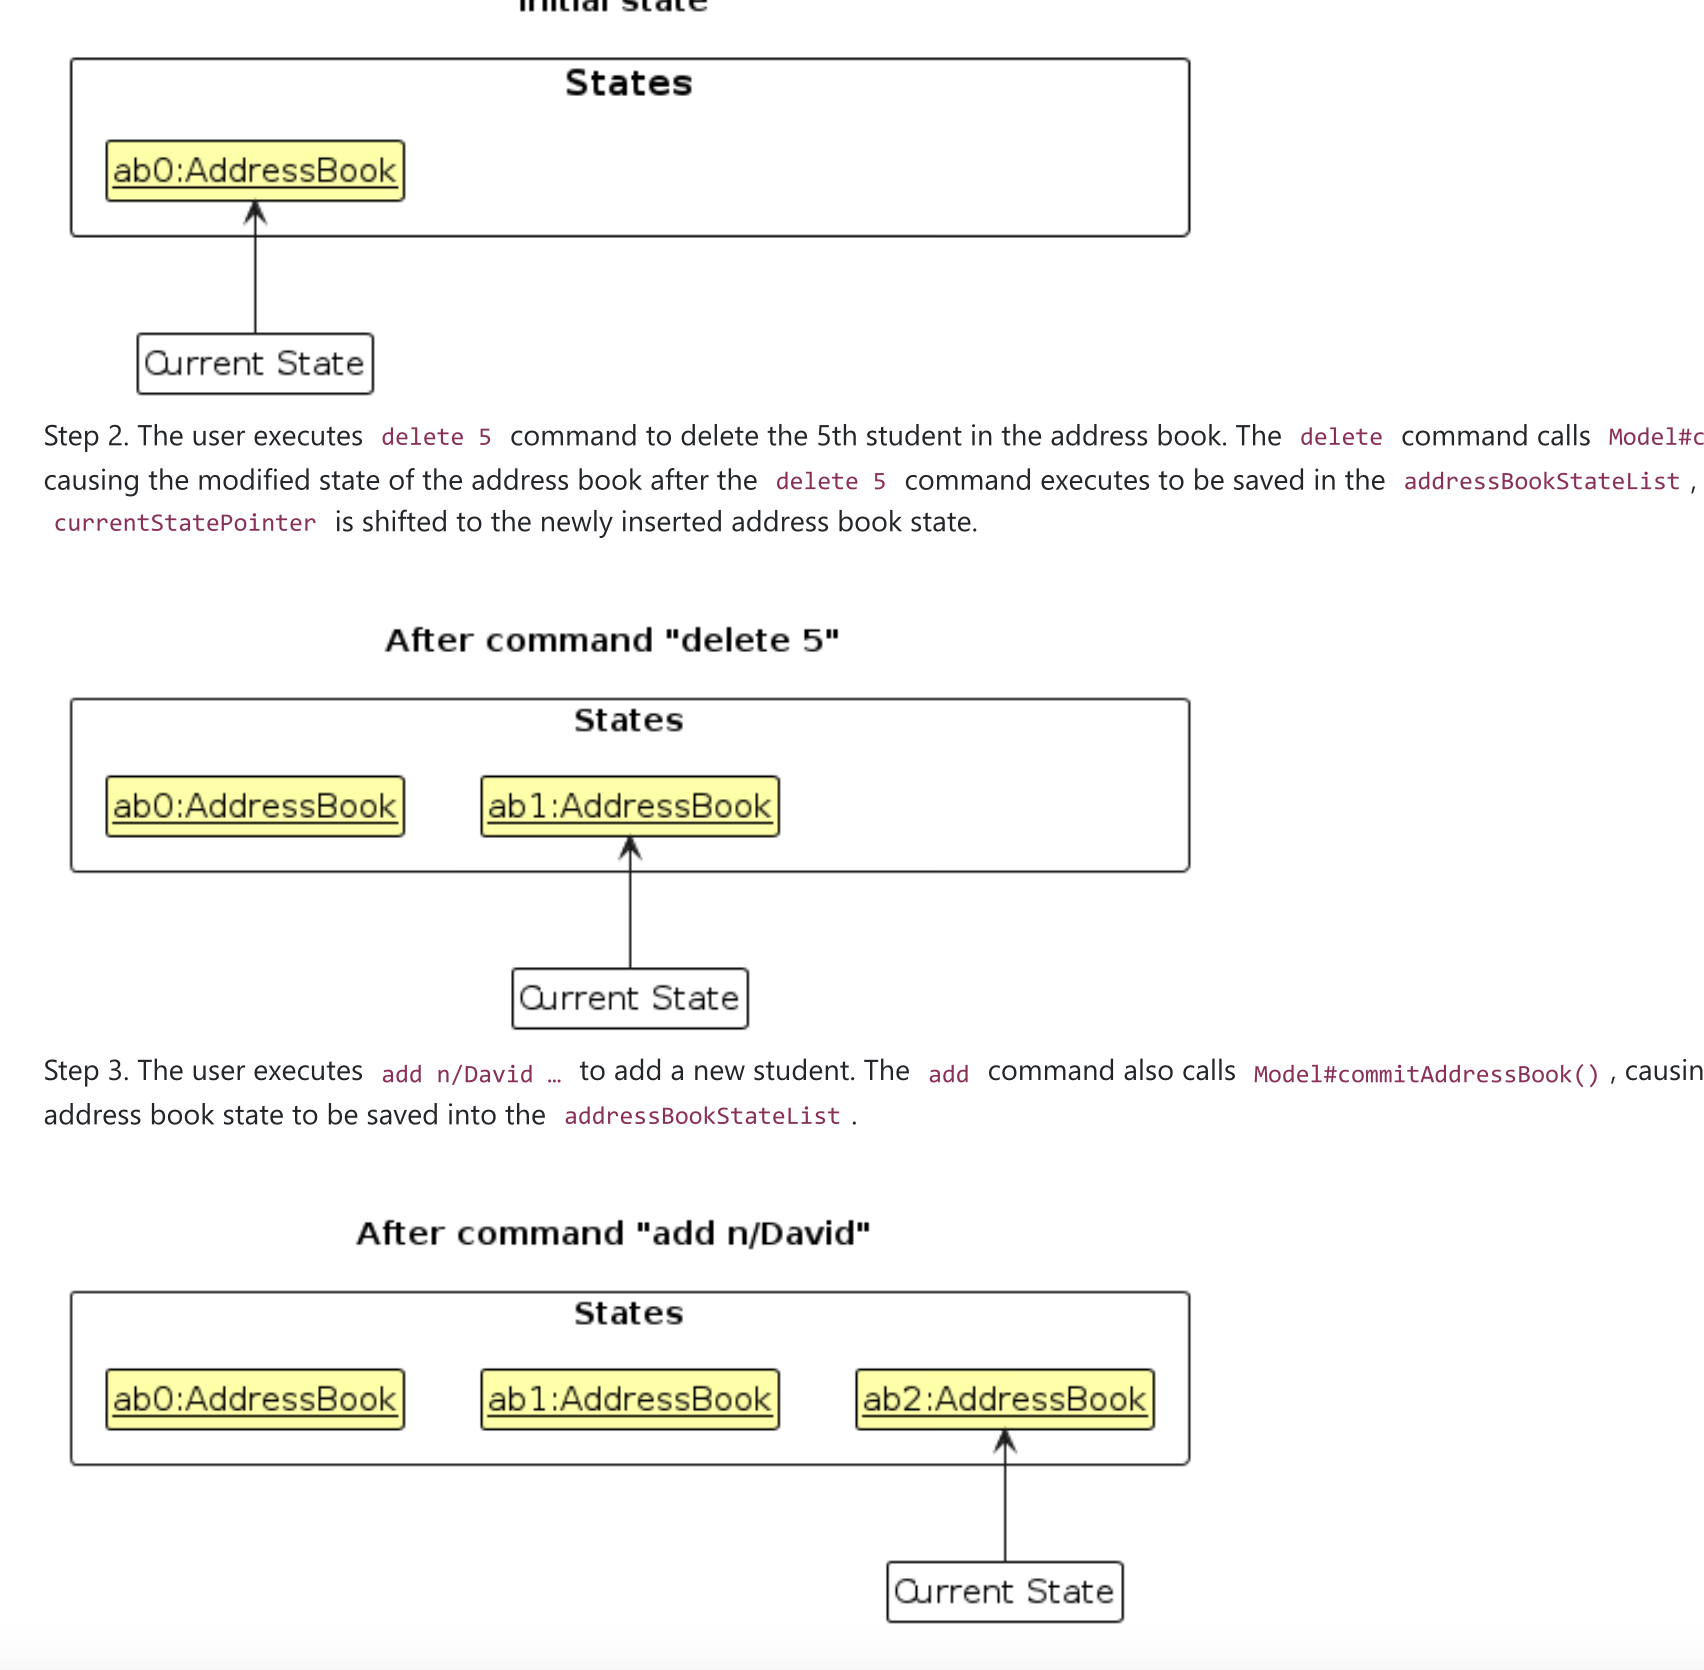 Initial state
States
ab0:AddressBook
Current State
Step 2. The user executes delete 5 command to delete the 5th student in the address book. The delete command calls Model#c
causing the modified state of the address book after the delete 5 command executes to be saved in the addressBookStateList ,
currentStatePointer is shifted to the newly inserted address book state.
After command "delete 5"
States
ab0:AddressBook ab1:AddressBook
Current State
Step 3. The user executes add n/David … to add a new student. The add command also calls Model#commitAddressBook() , causin
address book state to be saved into the addressBookStateList .
After command "add n/David"
States
ab0:AddressBook ab1:AddressBook ab2:AddressBook
Current State